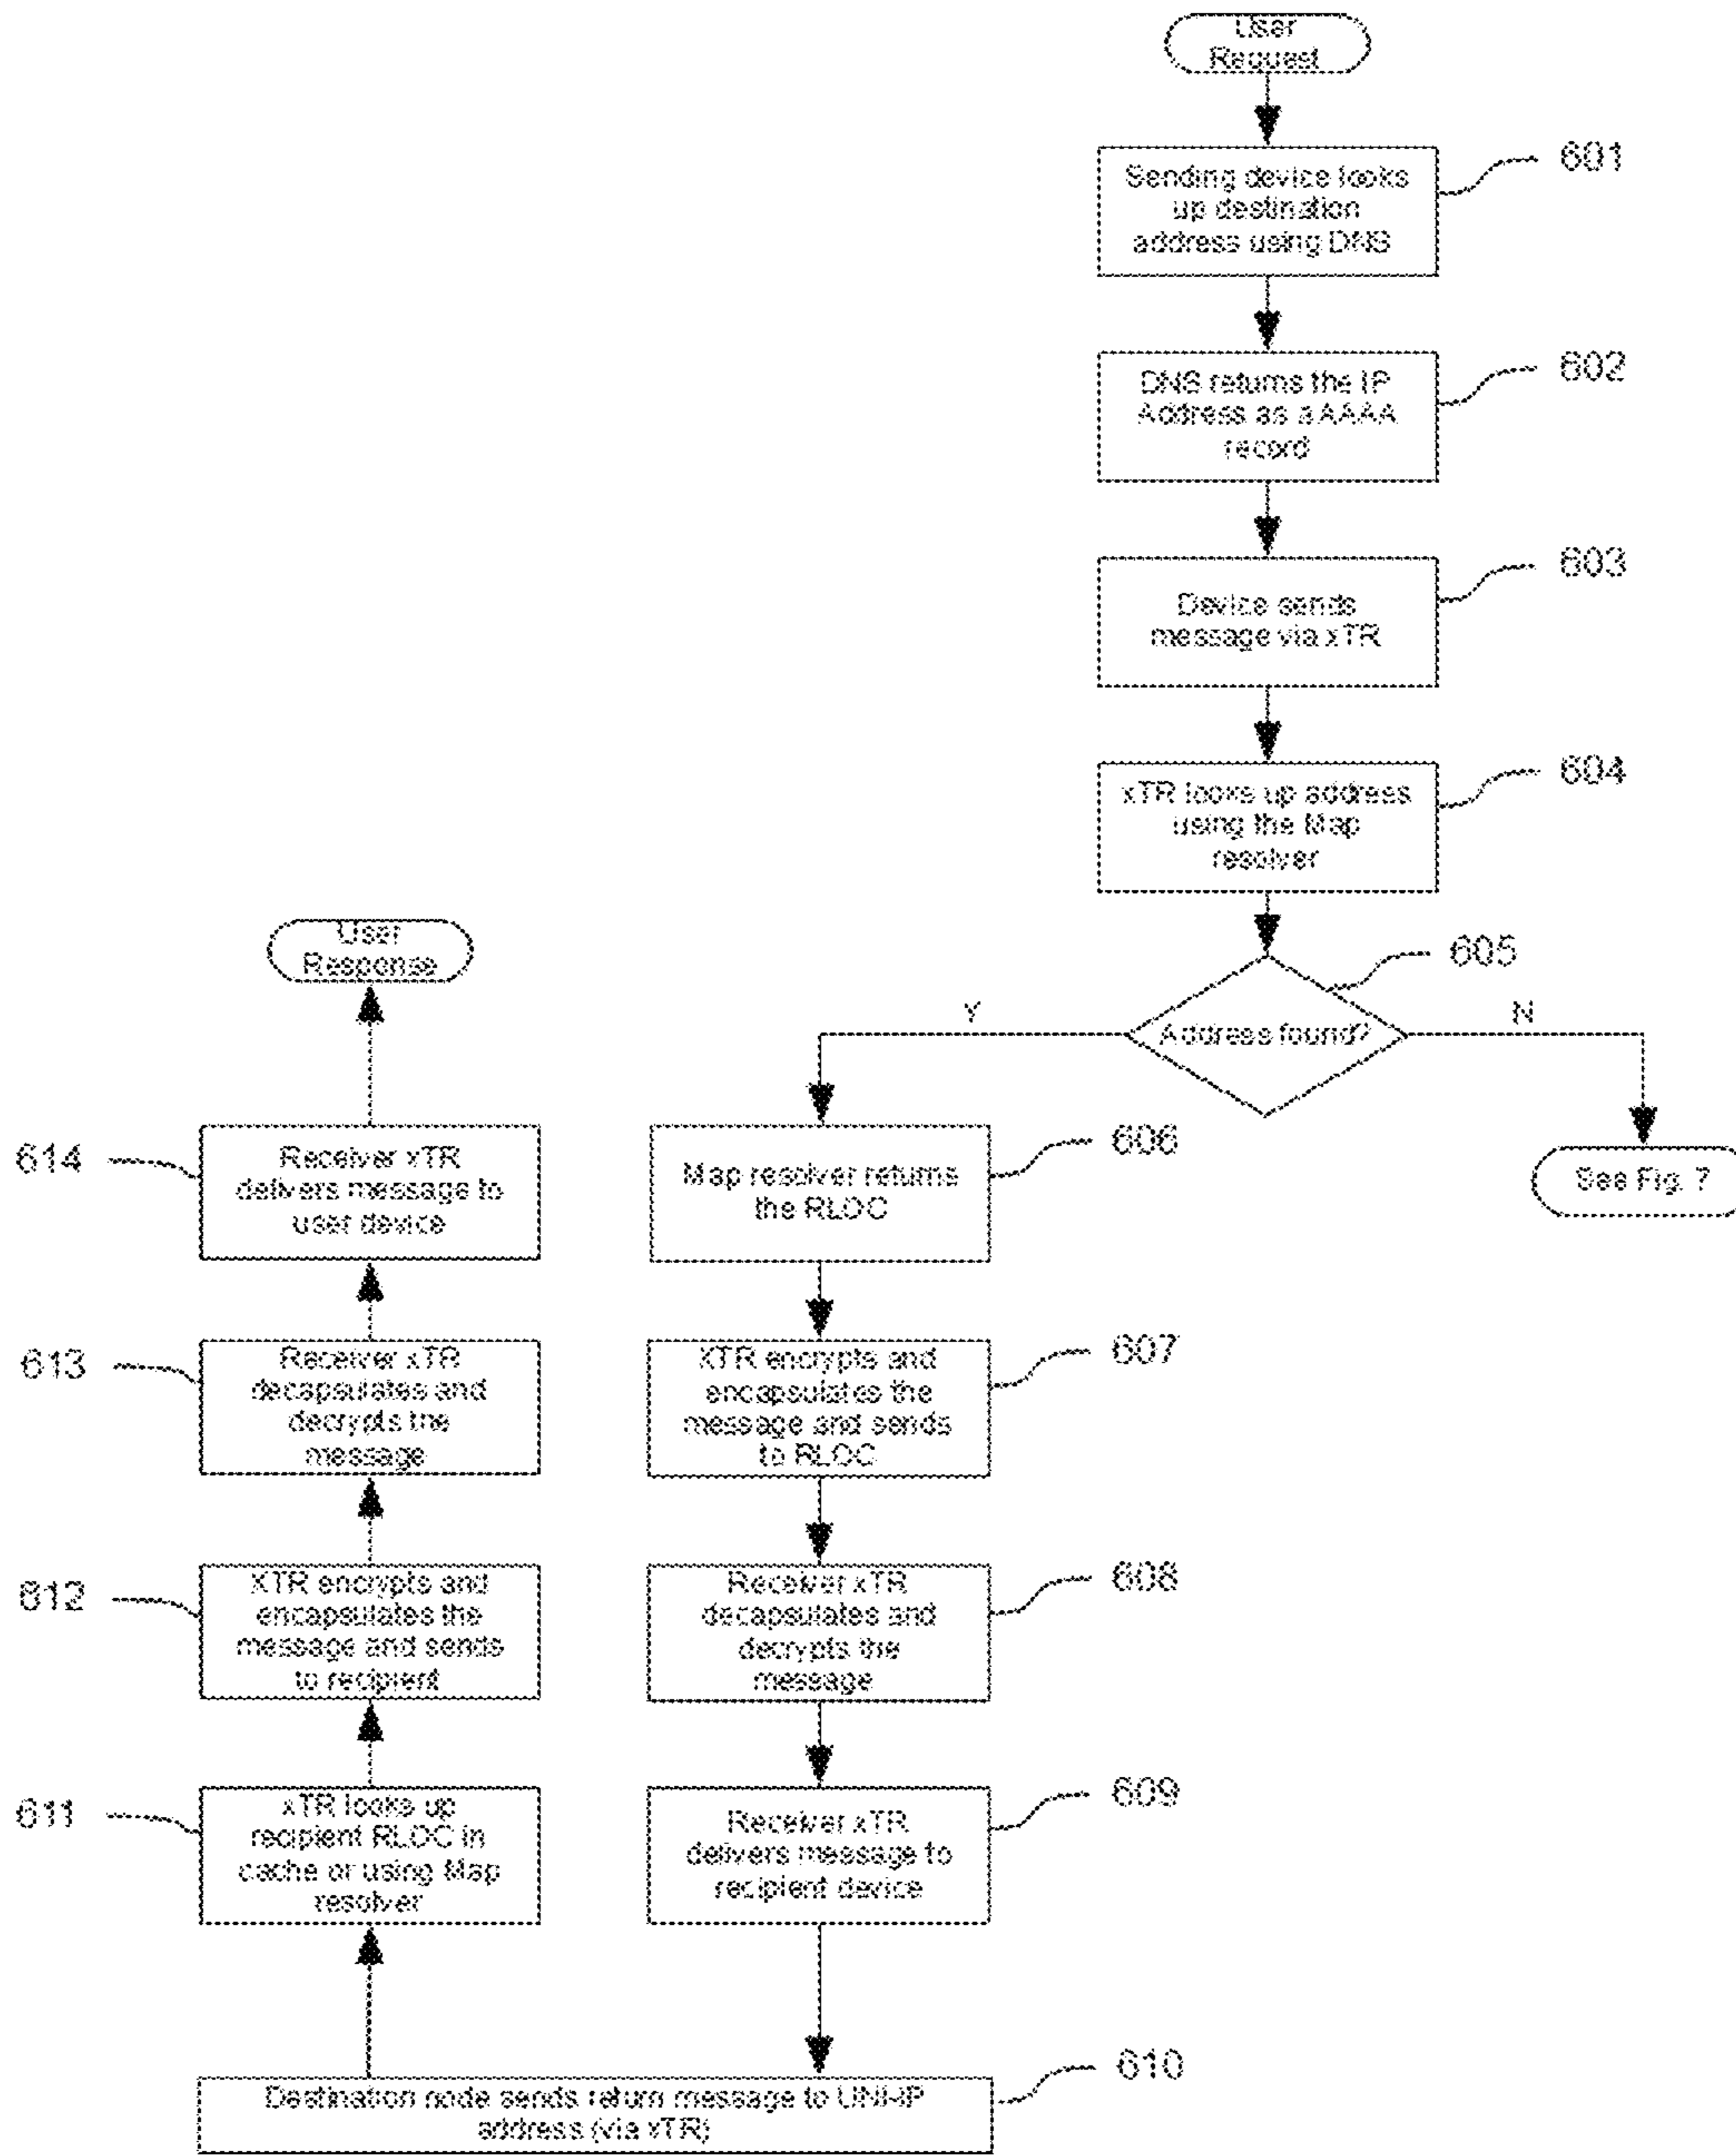 User
Request
Sending device looks
up destination
address using DNS
601
DNS returns the IP
Address as a AAAA
record
602
Device sends
message via xTR
603
xTR looks up address
using the Map
resolver
604
Address found?
605
Y
N
See Fig. 7
Map resolver returns
the RLOC
606
XTR encrypts and
encapsulates the
message and sends
to RLOC
607
Receiver xTR
decapsulates and
decrypts the
message
608
Receiver xTR
delivers message to
recipient device
609
Destination node sends return message to UNI-IP
address (via xTR)
610
xTR looks up
recipient RLOC in
cache or using Map
resolver
611
XTR encrypts and
encapsulates the
message and sends
to recipient
612
Receiver xTR
decapsulates and
decrypts the
message
613
Receiver xTR
delivers message to
user device
614
User
Response